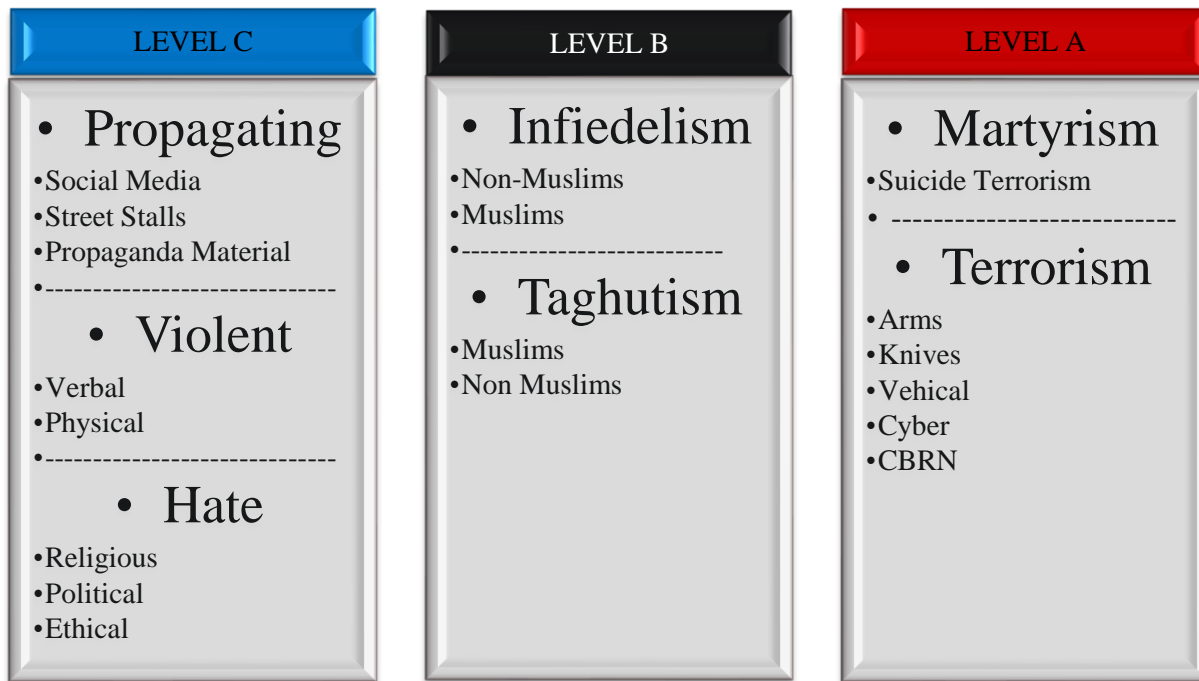 LEVEL C
• Propagating
•Social Media
•Street Stalls
•Propaganda Material
•----------------------------
• Violent
•Verbal
•Physical
•----------------------------
• Hate
•Religious
•Political
•Ethical
LEVEL B
• Infiedelism
•Non-Muslims
•Muslims
•-------------------------
• Taghutism
•Muslims
•Non Muslims
LEVEL A
• Martyrism
•Suicide Terrorism
• ---------------------------
• Terrorism
•Arms
•Knives
•Vehical
•Cyber
•CBRN